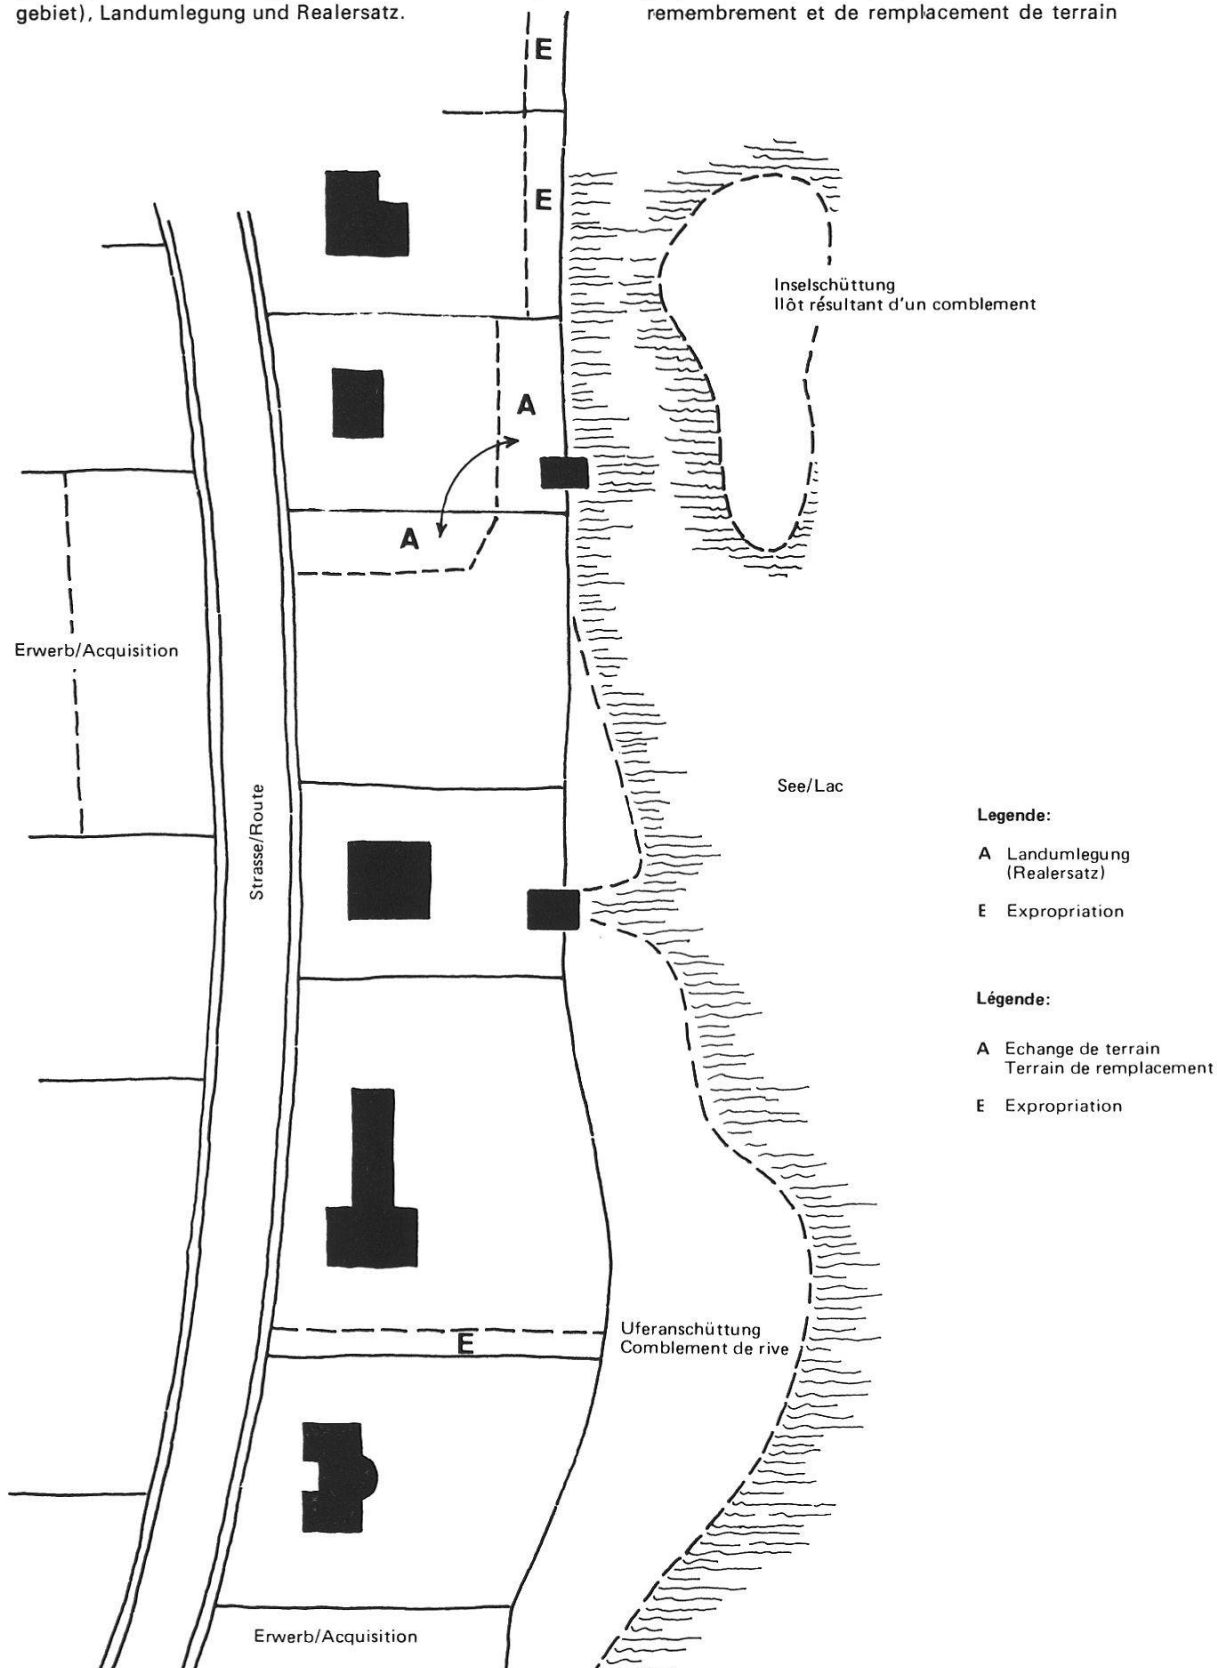 gebiet), Landumlegung und Realersatz.
remembrement et de remplacement de terrain
E
E
Inselschüttung
Ilôt résultant d'un comblement
A
A
Erwerb/Acquisition
Strasse/Route
See/Lac
Legende:
A Landumlegung
(Realersatz)
E Expropriation
Légende:
A Echange de terrain
Terrain de remplacement
E Expropriation
Uferanschüttung
Comblement de rive
E
Erwerb/Acquisition